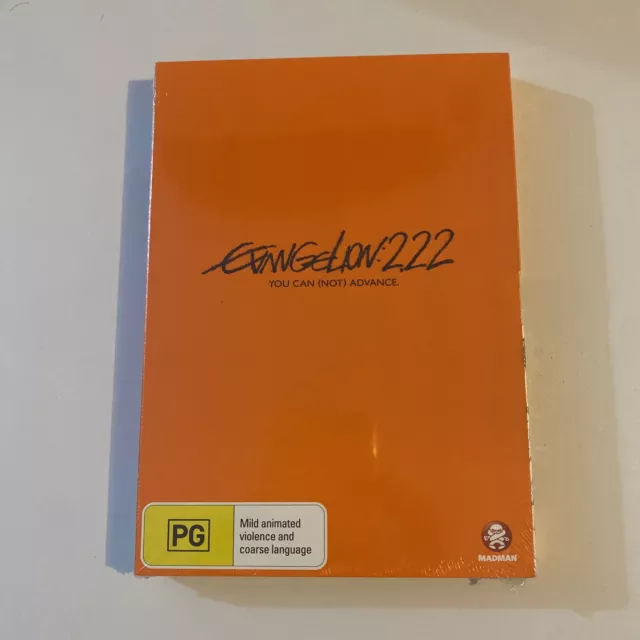 EVANGELION:2.22
YOU CAN (NOT) ADVANCE.
PG
Mild animated
violence and
coarse language
MADMAN